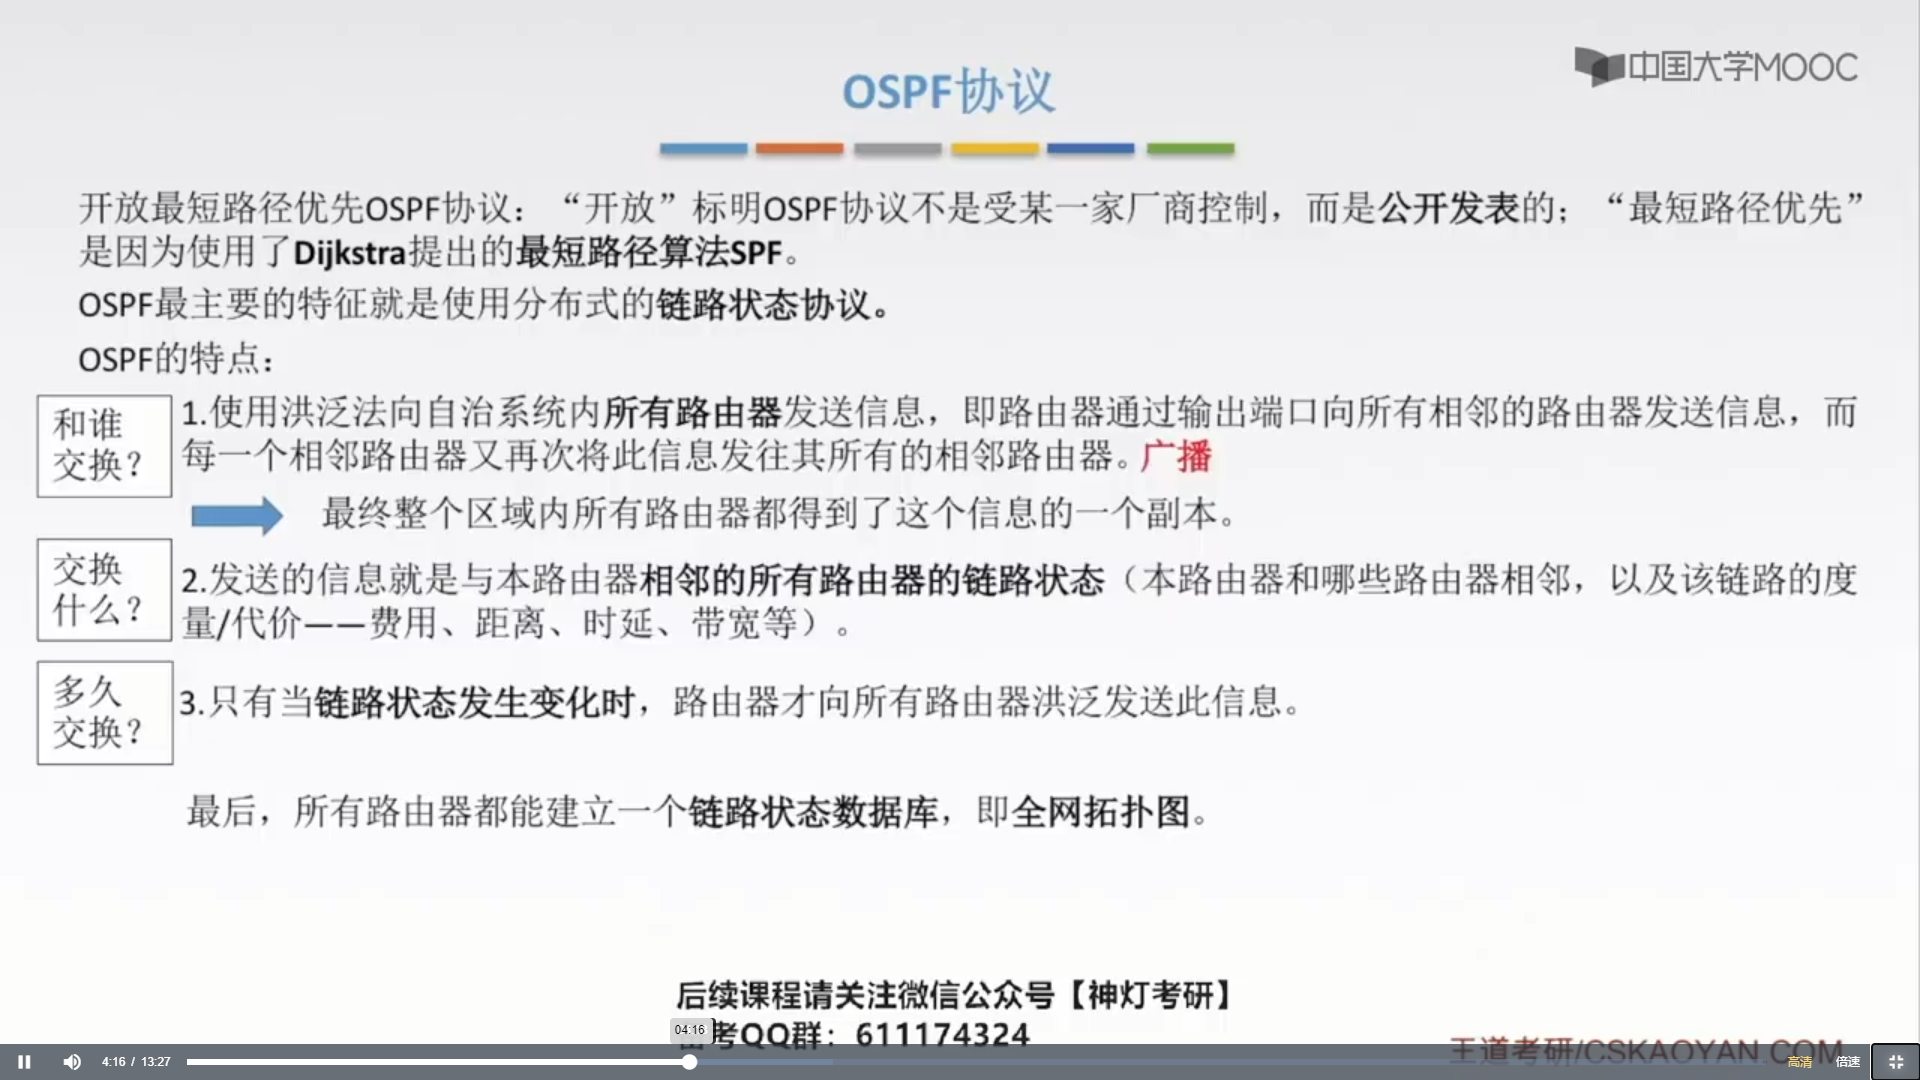 中国大学MOOC
OSPF协议
开放最短路径优先OSPF协议：“开放”标明OSPF协议不是受某一家厂商控制，而是公开发表的；“最短路径优先”
是因为使用了Dijkstra提出的最短路径算法SPF。
OSPF最主要的特征就是使用分布式的链路状态协议。
OSPF的特点：
和谁
交换？
1.使用洪泛法向自治系统内所有路由器发送信息，即路由器通过输出端口向所有相邻的路由器发送信息，而
每一个相邻路由器又再次将此信息发往其所有的相邻路由器。广播
最终整个区域内所有路由器都得到了这个信息的一个副本。
交换
什么？
2.发送的信息就是与本路由器相邻的所有路由器的链路状态（本路由器和哪些路由器相邻，以及该链路的度
量/代价——费用、距离、时延、带宽等）。
多久
交换？
3.只有当链路状态发生变化时，路由器才向所有路由器洪泛发送此信息。
最后，所有路由器都能建立一个链路状态数据库，即全网拓扑图。
后续课程请关注微信公众号【神灯考研】
考QQ群：611174324
04:16
王道考研/CSKAOYAN.COM
4:16 / 13:27
高清
倍速